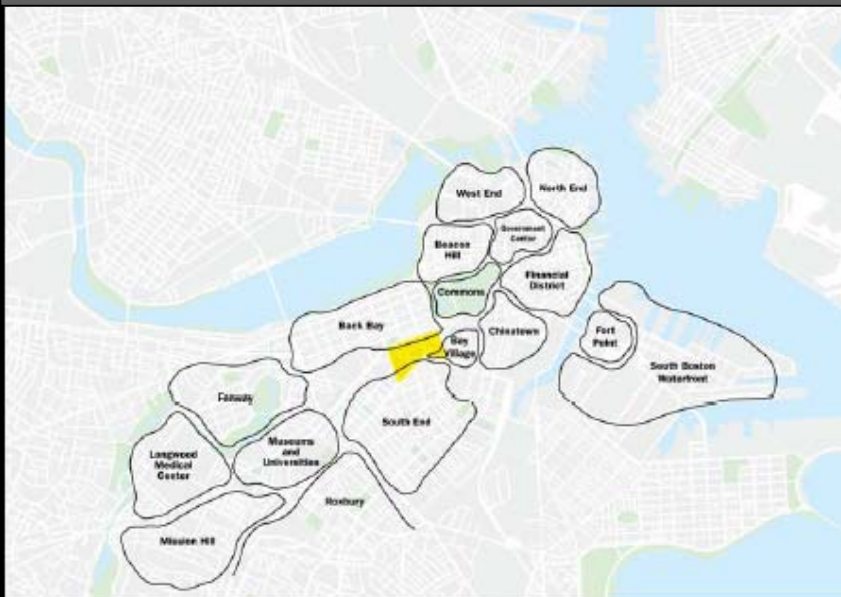 West End
North End
Government
Center
Beacon
Hill
Financial
District
Commons
Back Bay
Bay
Village
Chinatown
Fort
Point
South Boston
Waterfront
Fenway
South End
Museums
and
Universities
Longwood
Medical
Center
Roxbury
Mission Hill